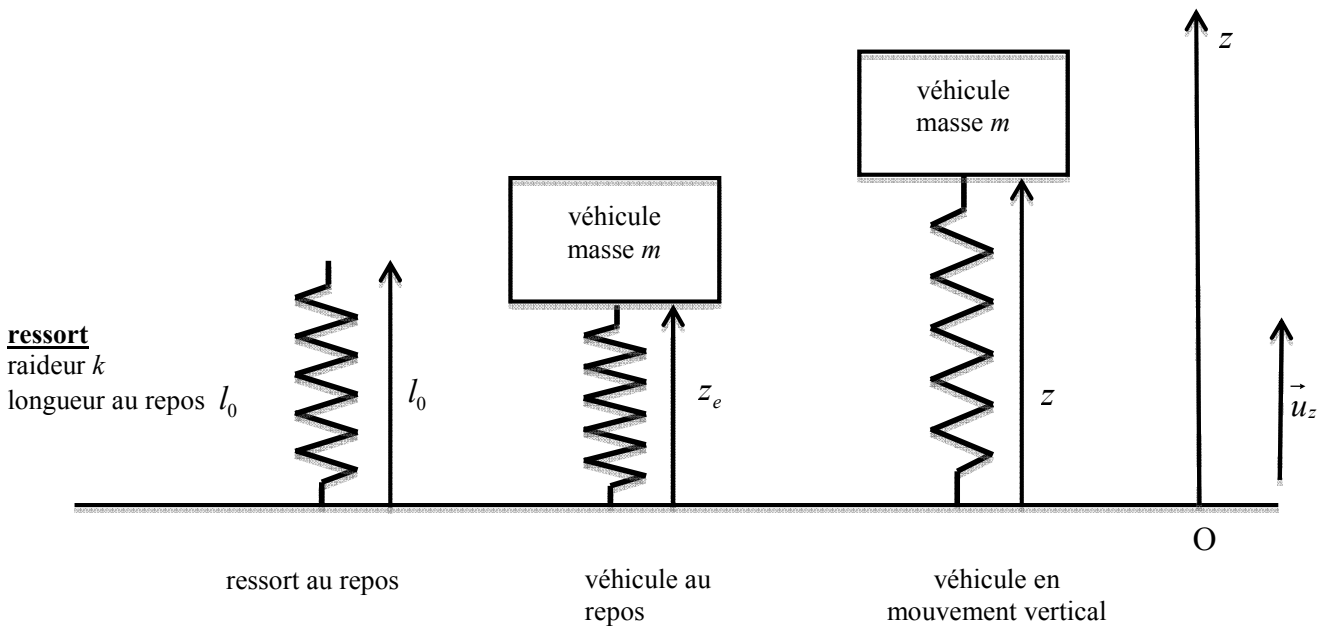 z
véhicule
masse m
véhicule
masse m
ressort
raideur k
longueur au repos l₀
l₀
zₑ
z
u⃗z
O
ressort au repos
véhicule au
repos
véhicule en
mouvement vertical